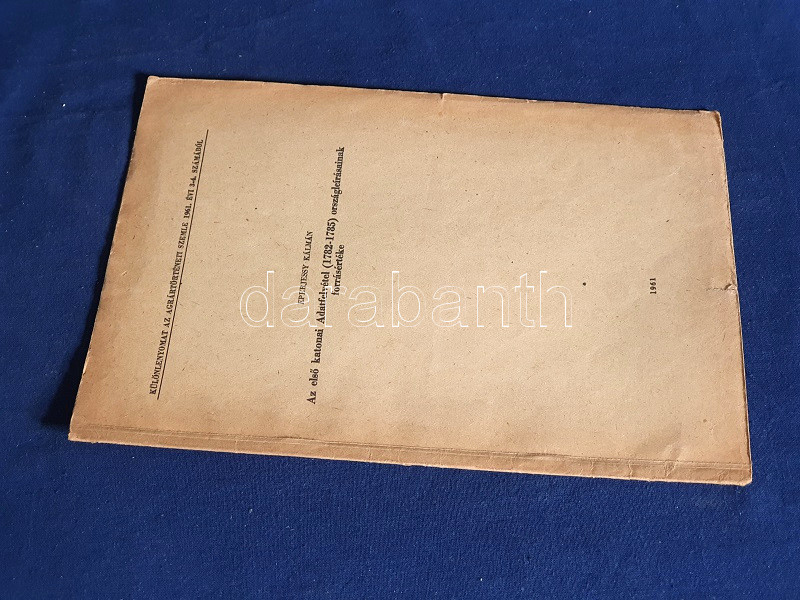 KÜLÖNLENYOMAT AZ AGRÁRTÖRTÉNETI SZEMLE 1961. ÉVI 3-4. SZÁMÁBÓL
EPERJESSY KÁLMÁN
Az első katonai Adatfelvétel (1782-1785) országleírásainak
forrásértéke
1961
darabanth